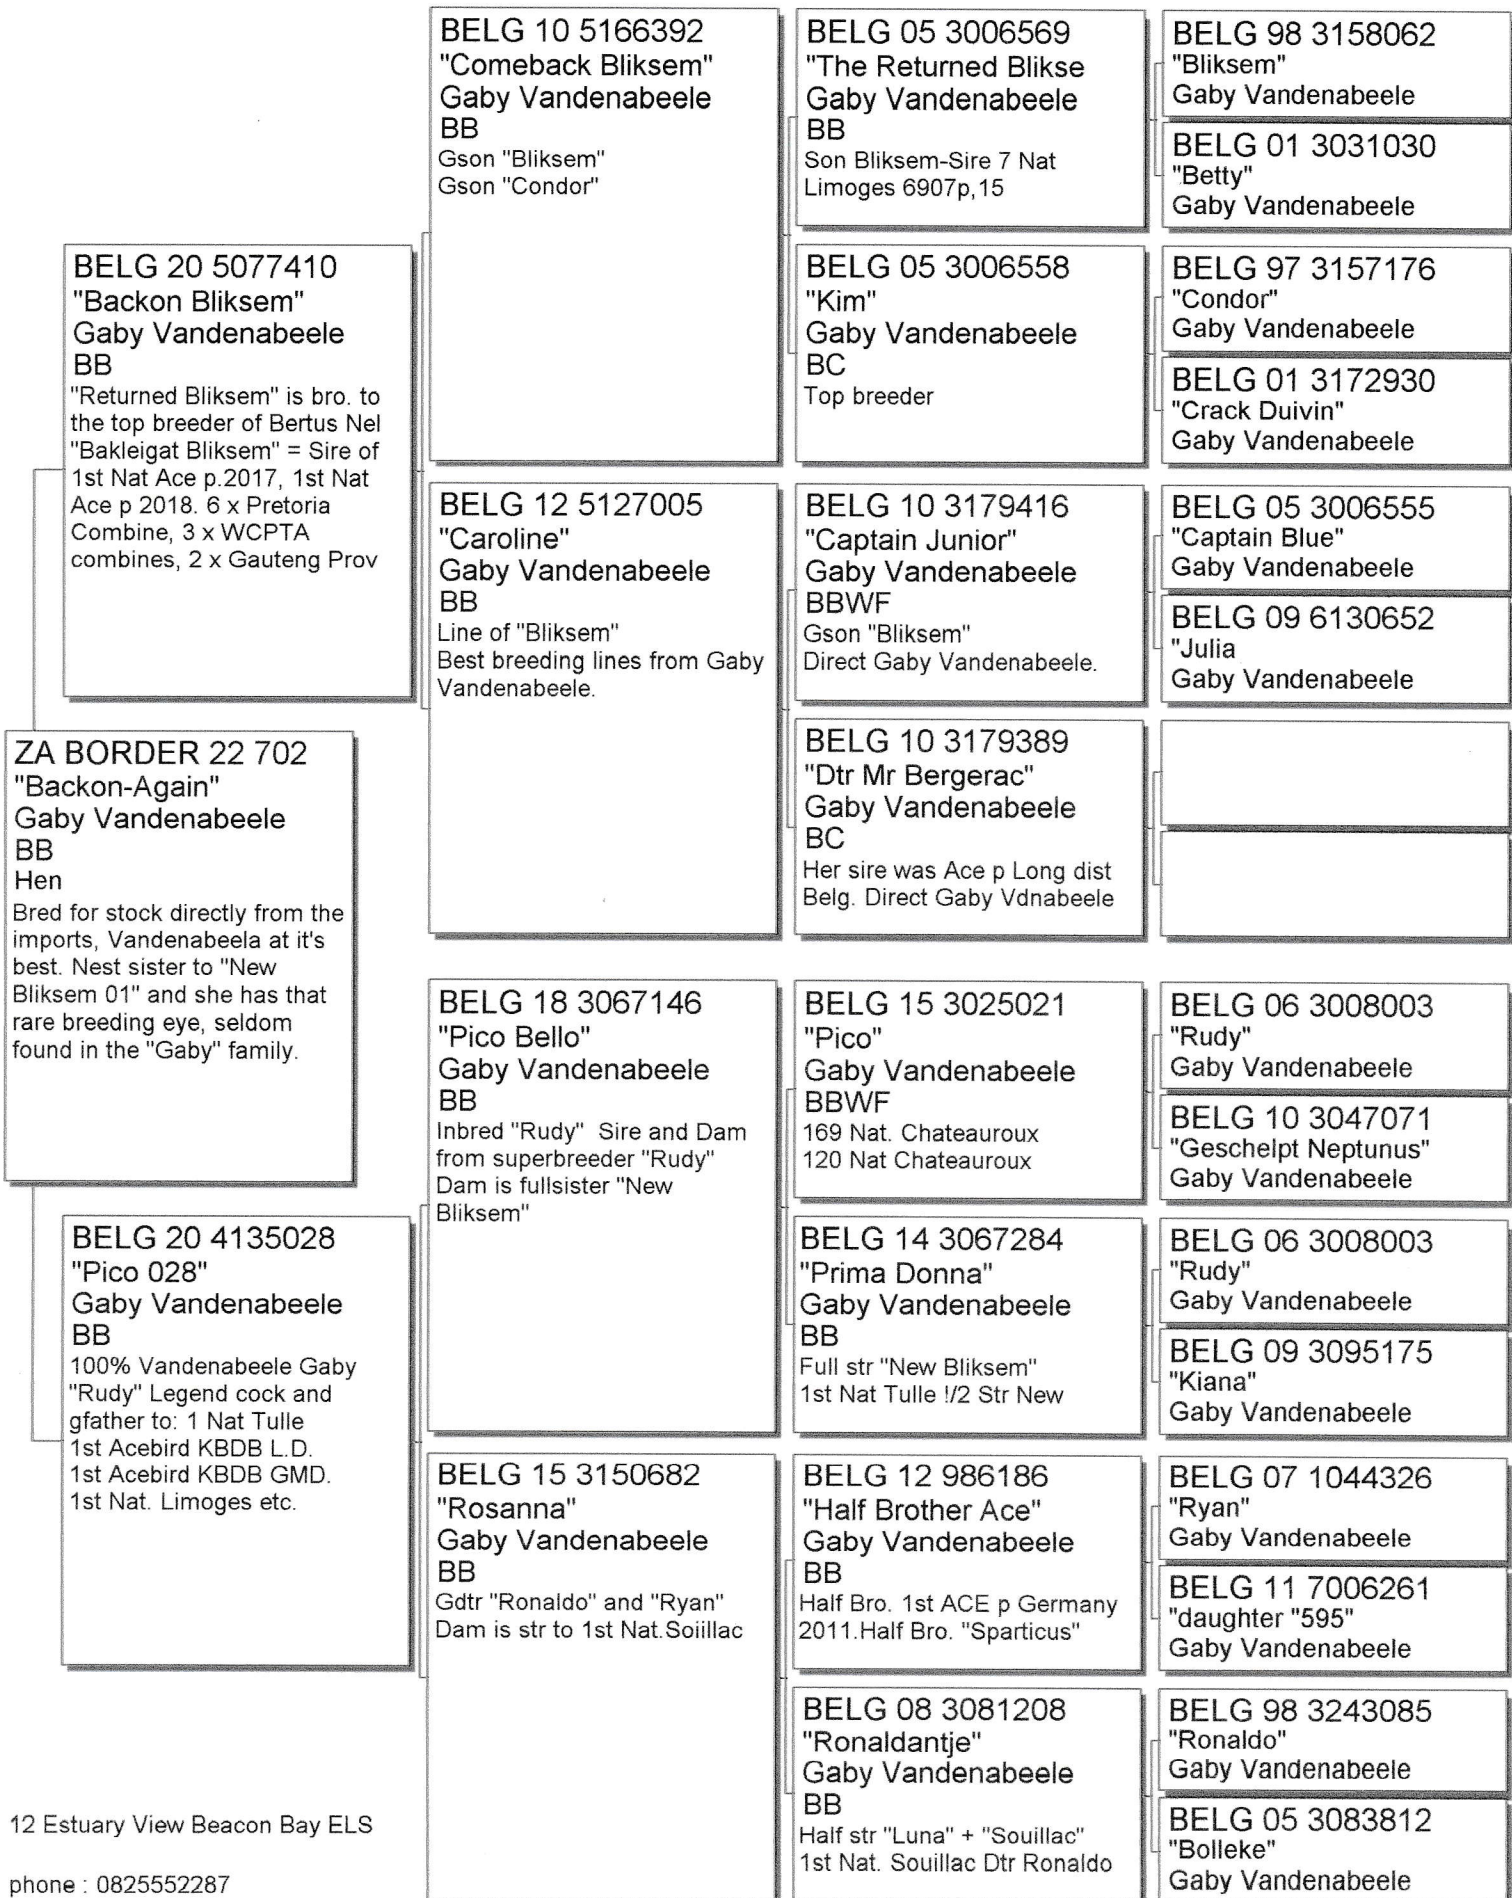 ZA BORDER 22 702
"Backon-Again"
Gaby Vandenabeele
BB
Hen
Bred for stock directly from the
imports, Vandenabeela at it's
best. Nest sister to "New
Bliksem 01" and she has that
rare breeding eye, seldom
found in the "Gaby" family.
BELG 20 5077410
"Backon Bliksem"
Gaby Vandenabeele
BB
"Returned Bliksem" is bro. to
the top breeder of Bertus Nel
"Bakleigat Bliksem" = Sire of
1st Nat Ace p.2017, 1st Nat
Ace p 2018. 6 x Pretoria
Combine, 3 x WCPTA
combines, 2 x Gauteng Prov
BELG 20 4135028
"Pico 028"
Gaby Vandenabeele
BB
100% Vandenabeele Gaby
"Rudy" Legend cock and
gfather to: 1 Nat Tulle
1st Acebird KBDB L.D.
1st Acebird KBDB GMD.
1st Nat. Limoges etc.
BELG 10 5166392
"Comeback Bliksem"
Gaby Vandenabeele
BB
Gson "Bliksem"
Gson "Condor"
BELG 12 5127005
"Caroline"
Gaby Vandenabeele
BB
Line of "Bliksem"
Best breeding lines from Gaby
Vandenabeele.
BELG 18 3067146
"Pico Bello"
Gaby Vandenabeele
BB
Inbred "Rudy" Sire and Dam
from superbreeder "Rudy"
Dam is fullsister "New
Bliksem"
BELG 15 3150682
"Rosanna"
Gaby Vandenabeele
BB
Gdtr "Ronaldo" and "Ryan"
Dam is str to 1st Nat.Soiillac
BELG 05 3006569
"The Returned Blikse
Gaby Vandenabeele
BB
Son Bliksem-Sire 7 Nat
Limoges 6907p,15
BELG 05 3006558
"Kim"
Gaby Vandenabeele
BC
Top breeder
BELG 10 3179416
"Captain Junior"
Gaby Vandenabeele
BBWF
Gson "Bliksem"
Direct Gaby Vandenabeele.
BELG 10 3179389
"Dtr Mr Bergerac"
Gaby Vandenabeele
BC
Her sire was Ace p Long dist
Belg. Direct Gaby Vdnabeele
BELG 15 3025021
"Pico"
Gaby Vandenabeele
BBWF
169 Nat. Chateauroux
120 Nat Chateauroux
BELG 14 3067284
"Prima Donna"
Gaby Vandenabeele
BB
Full str "New Bliksem"
1st Nat Tulle !/2 Str New
BELG 12 986186
"Half Brother Ace"
Gaby Vandenabeele
BB
Half Bro. 1st ACE p Germany
2011.Half Bro. "Sparticus"
BELG 08 3081208
"Ronaldantje"
Gaby Vandenabeele
BB
Half str "Luna" + "Souillac"
1st Nat. Souillac Dtr Ronaldo
BELG 98 3158062
"Bliksem"
Gaby Vandenabeele
BELG 01 3031030
"Betty"
Gaby Vandenabeele
BELG 97 3157176
"Condor"
Gaby Vandenabeele
BELG 01 3172930
"Crack Duivin"
Gaby Vandenabeele
BELG 05 3006555
"Captain Blue"
Gaby Vandenabeele
BELG 09 6130652
"Julia
Gaby Vandenabeele
BELG 06 3008003
"Rudy"
Gaby Vandenabeele
BELG 10 3047071
"Geschelpt Neptunus"
Gaby Vandenabeele
BELG 06 3008003
"Rudy"
Gaby Vandenabeele
BELG 09 3095175
"Kiana"
Gaby Vandenabeele
BELG 07 1044326
"Ryan"
Gaby Vandenabeele
BELG 11 7006261
"daughter "595"
Gaby Vandenabeele
BELG 98 3243085
"Ronaldo"
Gaby Vandenabeele
BELG 05 3083812
"Bolleke"
Gaby Vandenabeele
12 Estuary View Beacon Bay ELS
phone : 0825552287